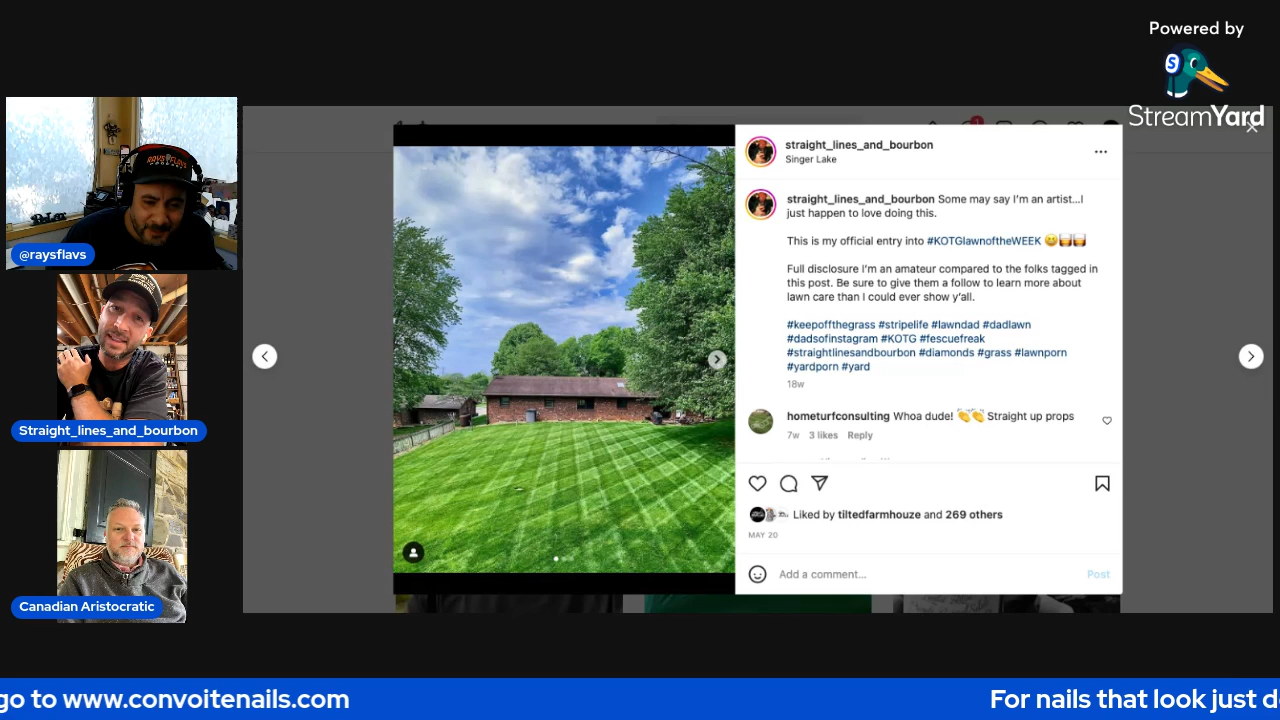 Powered by
StreamYard
@raysflavs
Straight_lines_and_bourbon
Canadian Aristocratic
straight_lines_and_bourbon
Singer Lake
straight_lines_and_bourbon Some may say I'm an artist...I
just happen to love doing this.
This is my official entry into #KOTGlawnoftheWEEK 😄🥃🥃
Full disclosure I'm an amateur compared to the folks tagged in
this post. Be sure to give them a follow to learn more about
lawn care than I could ever show y'all.
#keepoffthegrass #stripelife #lawndad #dadlawn
#dadsofinstagram #KOTG #fescuefreak
#straightlinesandbourbon #diamonds #grass #lawnporn
#yardporn #yard
18w
hometurfconsulting Whoa dude! 👏👏 Straight up props
7w 3 likes Reply
Liked by tiltedfarmhouze and 269 others
MAY 20
Add a comment...
Post
go to www.convoitenails.com
For nails that look just d